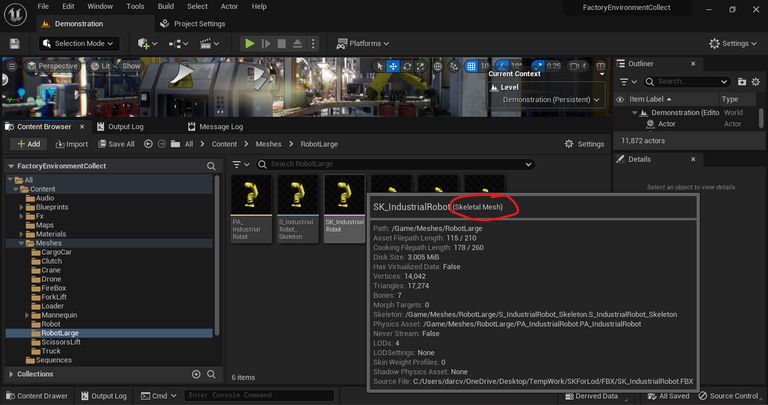 File Edit Window Tools Build Select Actor Help
FactoryEnvironmentCollect
Demonstration
Project Settings
Selection Mode
Platforms
Settings
Perspective
Lit
Show
10
10°
0.25
4
Current Context
Level
Demonstration (Persistent)
Outliner
Search...
Item Label
Type
Demonstration (Edito
World
Actor
Actor
11,872 actors
Details
Select an object to view details
Content Browser
Output Log
Message Log
Add
Import
Save All
All
Content
Meshes
RobotLarge
Settings
FactoryEnvironmentCollect
Search RobotLarge
All
Content
Audio
Blueprints
Fx
Maps
Materials
Meshes
CargoCar
Clutch
Crane
Drone
FireBox
ForkLift
Loader
Mannequin
Robot
RobotLarge
ScissorsLift
Truck
Sequences
Collections
PA_
Industrial
Robot
S_Industrial
Robot_
Skeleton
SK_Industrial
Robot
6 items
SK_IndustrialRobot (Skeletal Mesh)
Path: /Game/Meshes/RobotLarge
Asset Filepath Length: 115 / 210
Cooking Filepath Length: 178 / 260
Disk Size: 3.005 MiB
Has Virtualized Data: False
Vertices: 14,042
Triangles: 17,274
Bones: 7
Morph Targets: 0
Skeleton: /Game/Meshes/RobotLarge/S_IndustrialRobot_Skeleton.S_IndustrialRobot_Skeleton
Physics Asset: /Game/Meshes/RobotLarge/PA_IndustrialRobot.PA_IndustrialRobot
Never Stream: False
LODs: 4
LODSettings: None
Skin Weight Profiles: 0
Shadow Physics Asset: None
Source File: C:/Users/darcv/OneDrive/Desktop/TempWork/SKForLod/FBX/SK_IndustrialRobot.FBX
Content Drawer
Output Log
Cmd
Enter Console Command
Derived Data
All Saved
Source Control